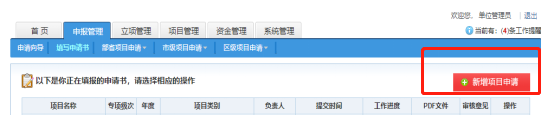 欢迎您, 单位管理员 | 退出
首 页 申报管理 立项管理 项目管理 资金管理 系统管理
当前有: (4)条工作提醒
申请向导 填写申请书 部省项目申请 市级项目申请 区级项目申请
以下是你正在填报的申请书, 请选择相应的操作
新增项目申请
项目名称 专项级次 年度 项目类别 负责人 提交时间 工作进度 PDF文件 审核意见 操作